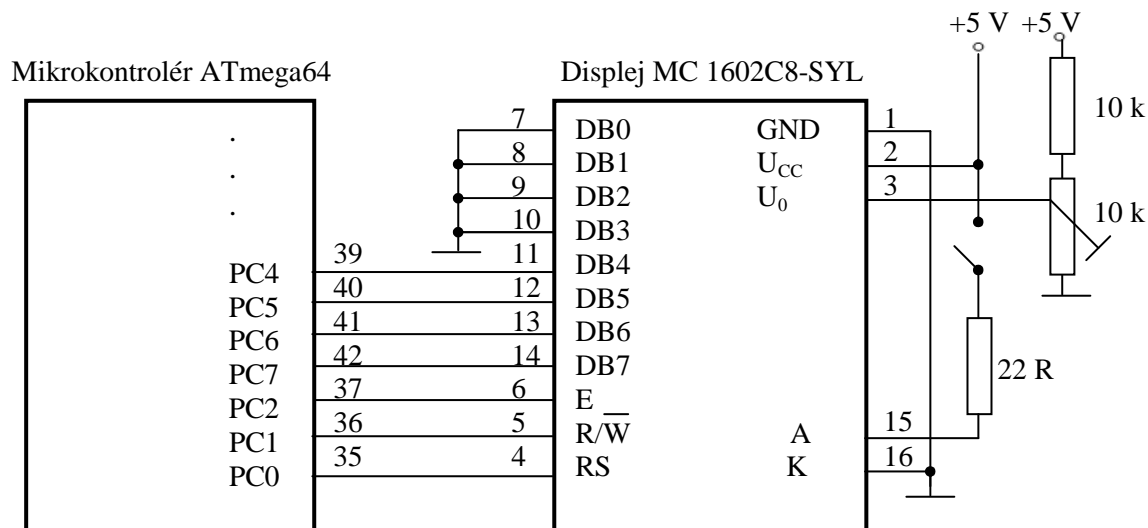 +5 V +5 V
Mikrokontrolér ATmega64 Displej MC 1602C8-SYL
10 k
7 DB0 GND 1
8 DB1 U_CC 2
9 DB2 U_0 3
10 DB3 10 k
PC4 39 11 DB4
PC5 40 12 DB5
PC6 41 13 DB6
PC7 42 14 DB7
22 R
PC2 37 6 E
PC1 36 5 R/W̅ A 15
PC0 35 4 RS K 16